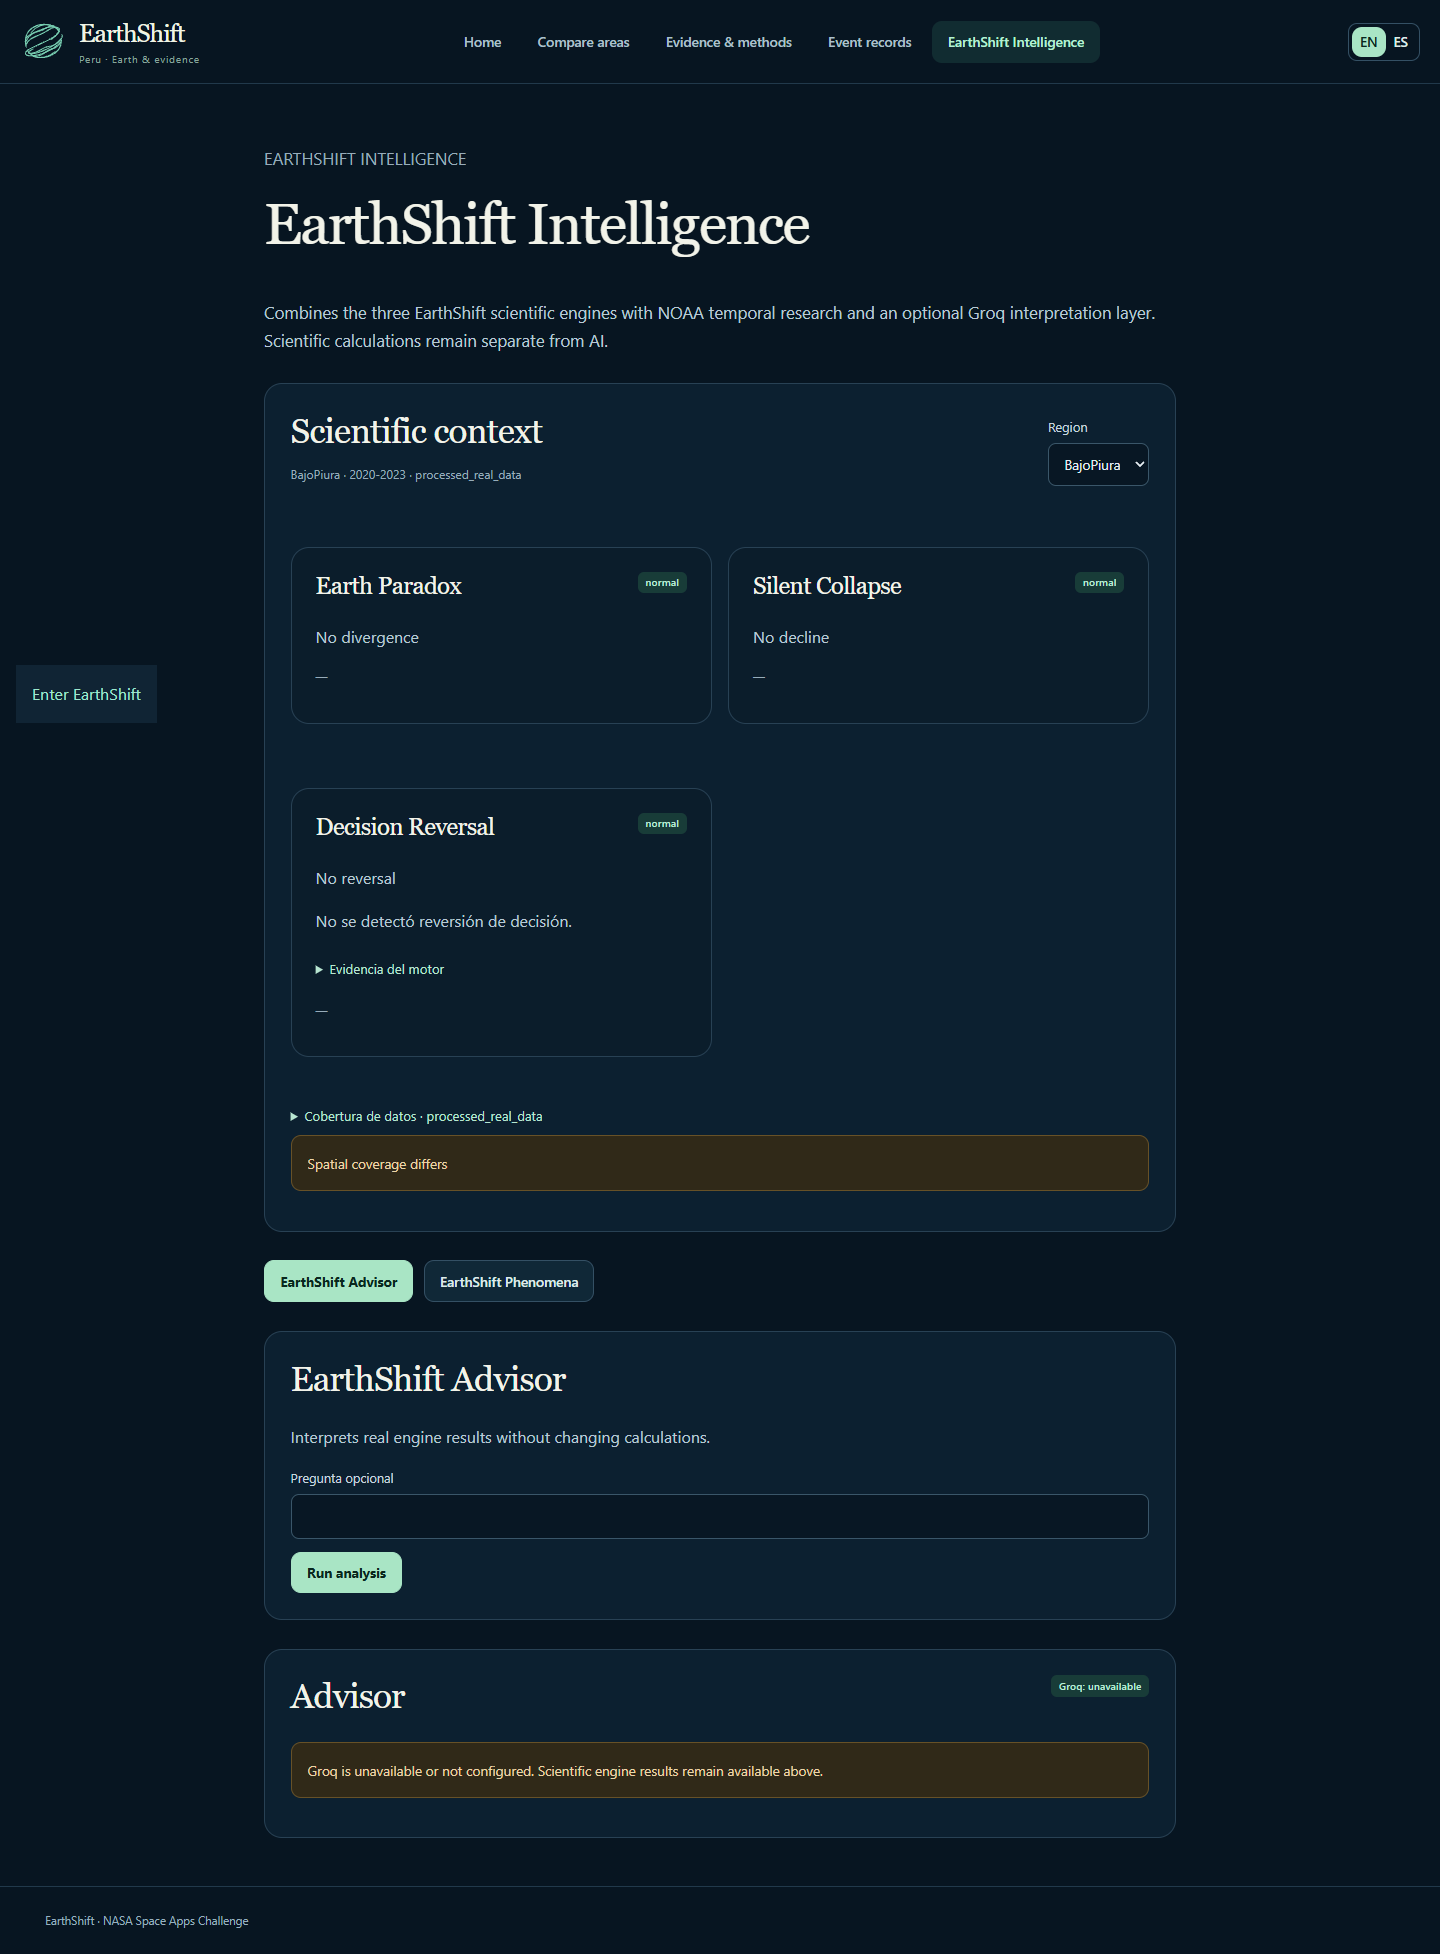 EarthShift
Peru · Earth & evidence
Home
Compare areas
Evidence & methods
Event records
EarthShift Intelligence
EN
ES
EARTHSHIFT INTELLIGENCE
EarthShift Intelligence
Combines the three EarthShift scientific engines with NOAA temporal research and an optional Groq interpretation layer.
Scientific calculations remain separate from AI.
Scientific context
BajoPiura · 2020-2023 · processed_real_data
Region
BajoPiura
Earth Paradox
normal
No divergence
—
Silent Collapse
normal
No decline
—
Enter EarthShift
Decision Reversal
normal
No reversal
No se detectó reversión de decisión.
Evidencia del motor
—
Cobertura de datos · processed_real_data
Spatial coverage differs
EarthShift Advisor
EarthShift Phenomena
EarthShift Advisor
Interprets real engine results without changing calculations.
Pregunta opcional
Run analysis
Advisor
Groq: unavailable
Groq is unavailable or not configured. Scientific engine results remain available above.
EarthShift · NASA Space Apps Challenge